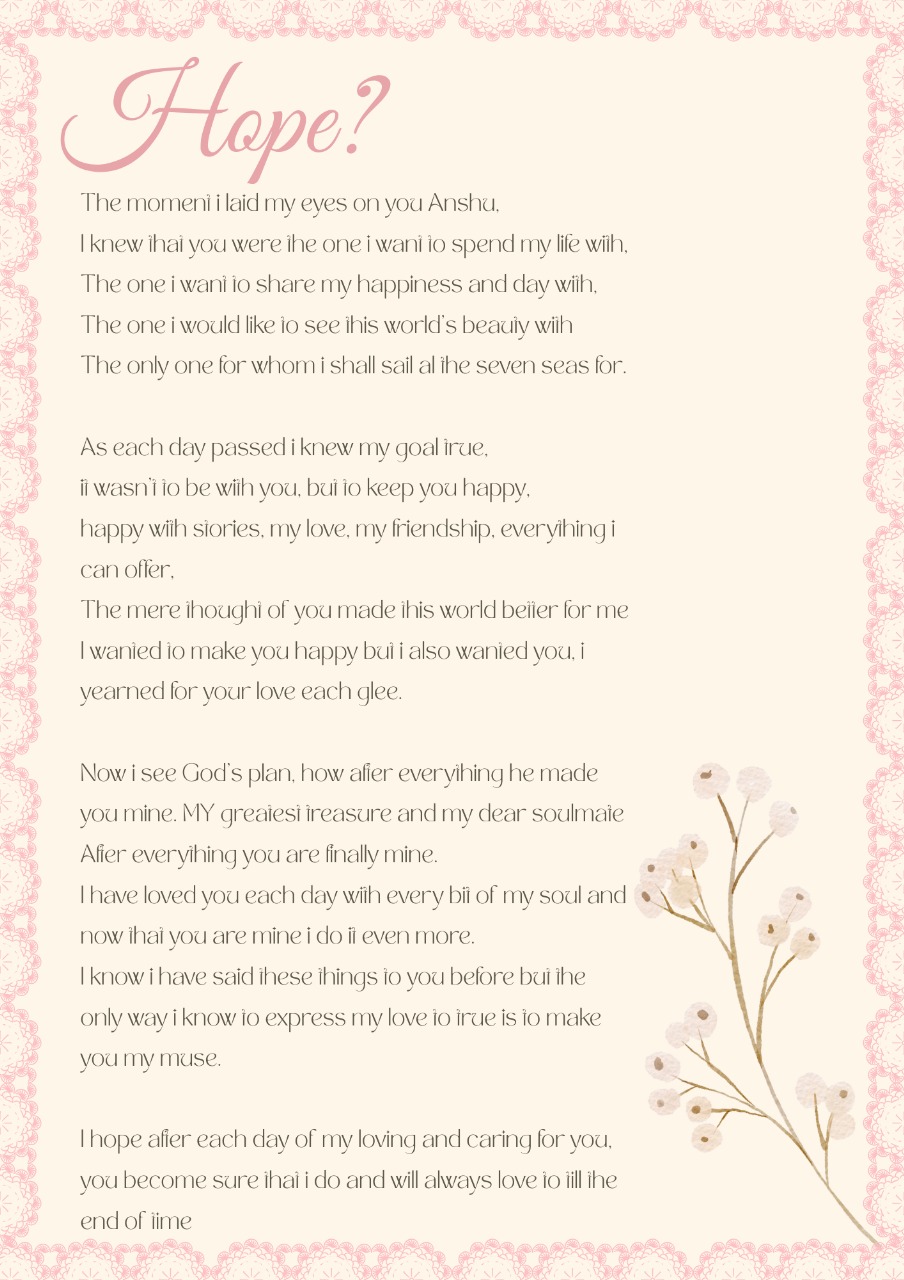 Hope?
The moment i laid my eyes on you Anshu,
I knew that you were the one i want to spend my life with,
The one i want to share my happiness and day with,
The one i would like to see this world's beauty with
The only one for whom i shall sail al the seven seas for.
As each day passed i knew my goal true,
it wasn't to be with you, but to keep you happy,
happy with stories, my love, my friendship, everything i
can offer,
The mere thought of you made this world better for me
I wanted to make you happy but i also wanted you, i
yearned for your love each glee.
Now i see God's plan, how after everything he made
you mine. MY greatest treasure and my dear soulmate
After everything you are finally mine.
I have loved you each day with every bit of my soul and
now that you are mine i do it even more.
I know i have said these things to you before but the
only way i know to express my love to true is to make
you my muse.
I hope after each day of my loving and caring for you,
you become sure that i do and will always love to till the
end of time